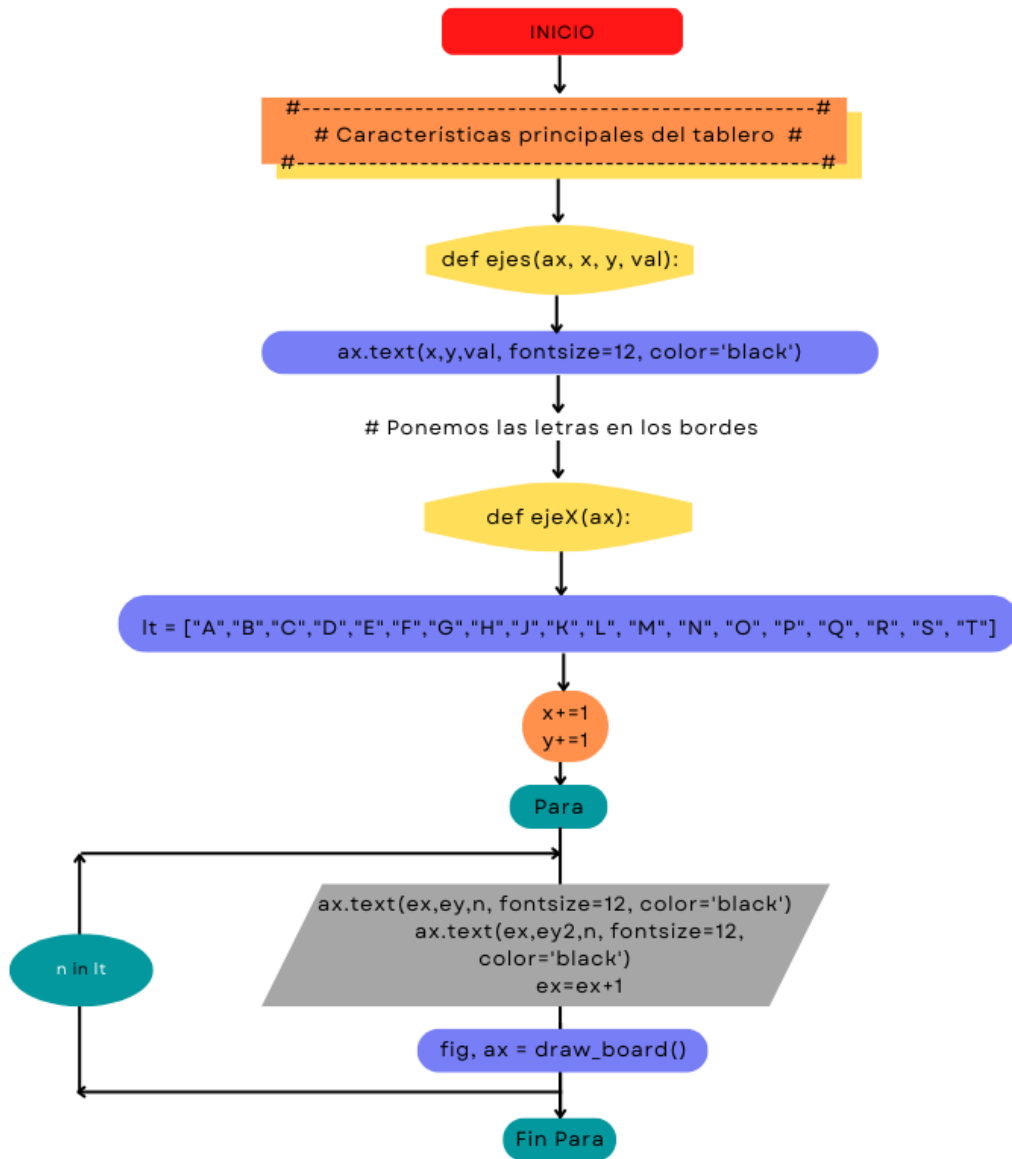 INICIO
#---------------------------------------------------#
# Características principales del tablero #
#----------------------------------------------------#
def ejes(ax, x, y, val):
ax.text(x,y,val, fontsize=12, color='black')
# Ponemos las letras en los bordes
def ejeX(ax):
lt = ["A","B","C","D","E","F","G","H","J","K","L", "M", "N", "O", "P", "Q", "R", "S", "T"]
x+=1
y+=1
Para
ax.text(ex,ey,n, fontsize=12, color='black')
ax.text(ex,ey2,n, fontsize=12,
color='black')
ex=ex+1
n in lt
fig, ax = draw_board()
Fin Para